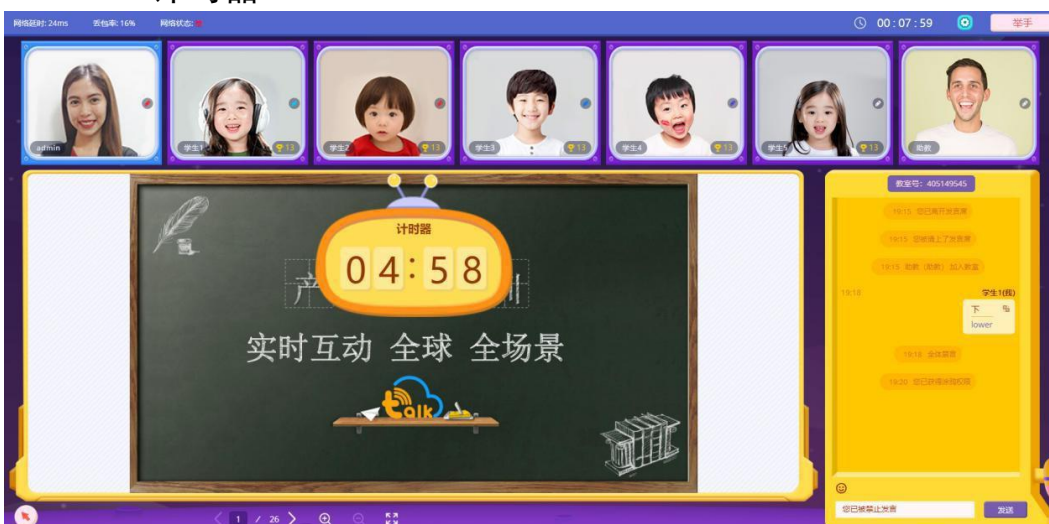 计时器
网络延时: 24ms 丢包率: 16% 网络状态:
00 : 07 : 59 举手
admin 学生1 13 学生2 13 学生3 13 学生4 13 学生5 13 助教
计时器
04:58
产
实时互动 全球 全场景
talk
教室号: 405149545
19:15 您已离开发言席
19:15 您被请上了发言席
19:15 助教 (助教) 加入教室
19:18 学生1(我)
下
lower
19:18 全体禁言
19:20 您已获得涂鸦权限
您已被禁止发言 发送
1 / 26